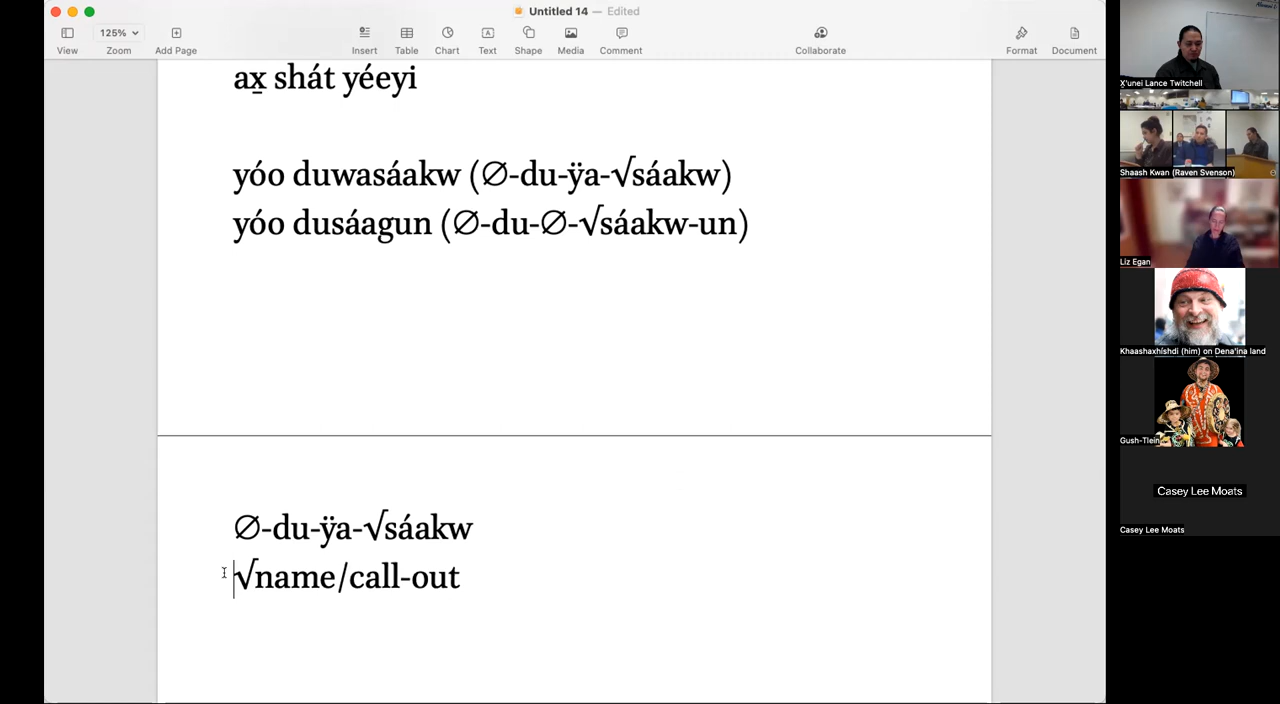 Untitled 14 — Edited
125%
View Zoom Add Page Insert Table Chart Text Shape Media Comment Collaborate Format Document
ax̱ shát yéeyi
yóo duwasáakw (∅-du-ÿa-√sáakw)
yóo dusáagun (∅-du-∅-√sáakw-un)
∅-du-ÿa-√sáakw
√name/call-out
X̱'unei Lance Twitchell
Shaash Kwan (Raven Svenson)
Liz Egan
Khaashaxhíshdi (him) on Dena'ina land
Gush-Tlein
Casey Lee Moats
Casey Lee Moats